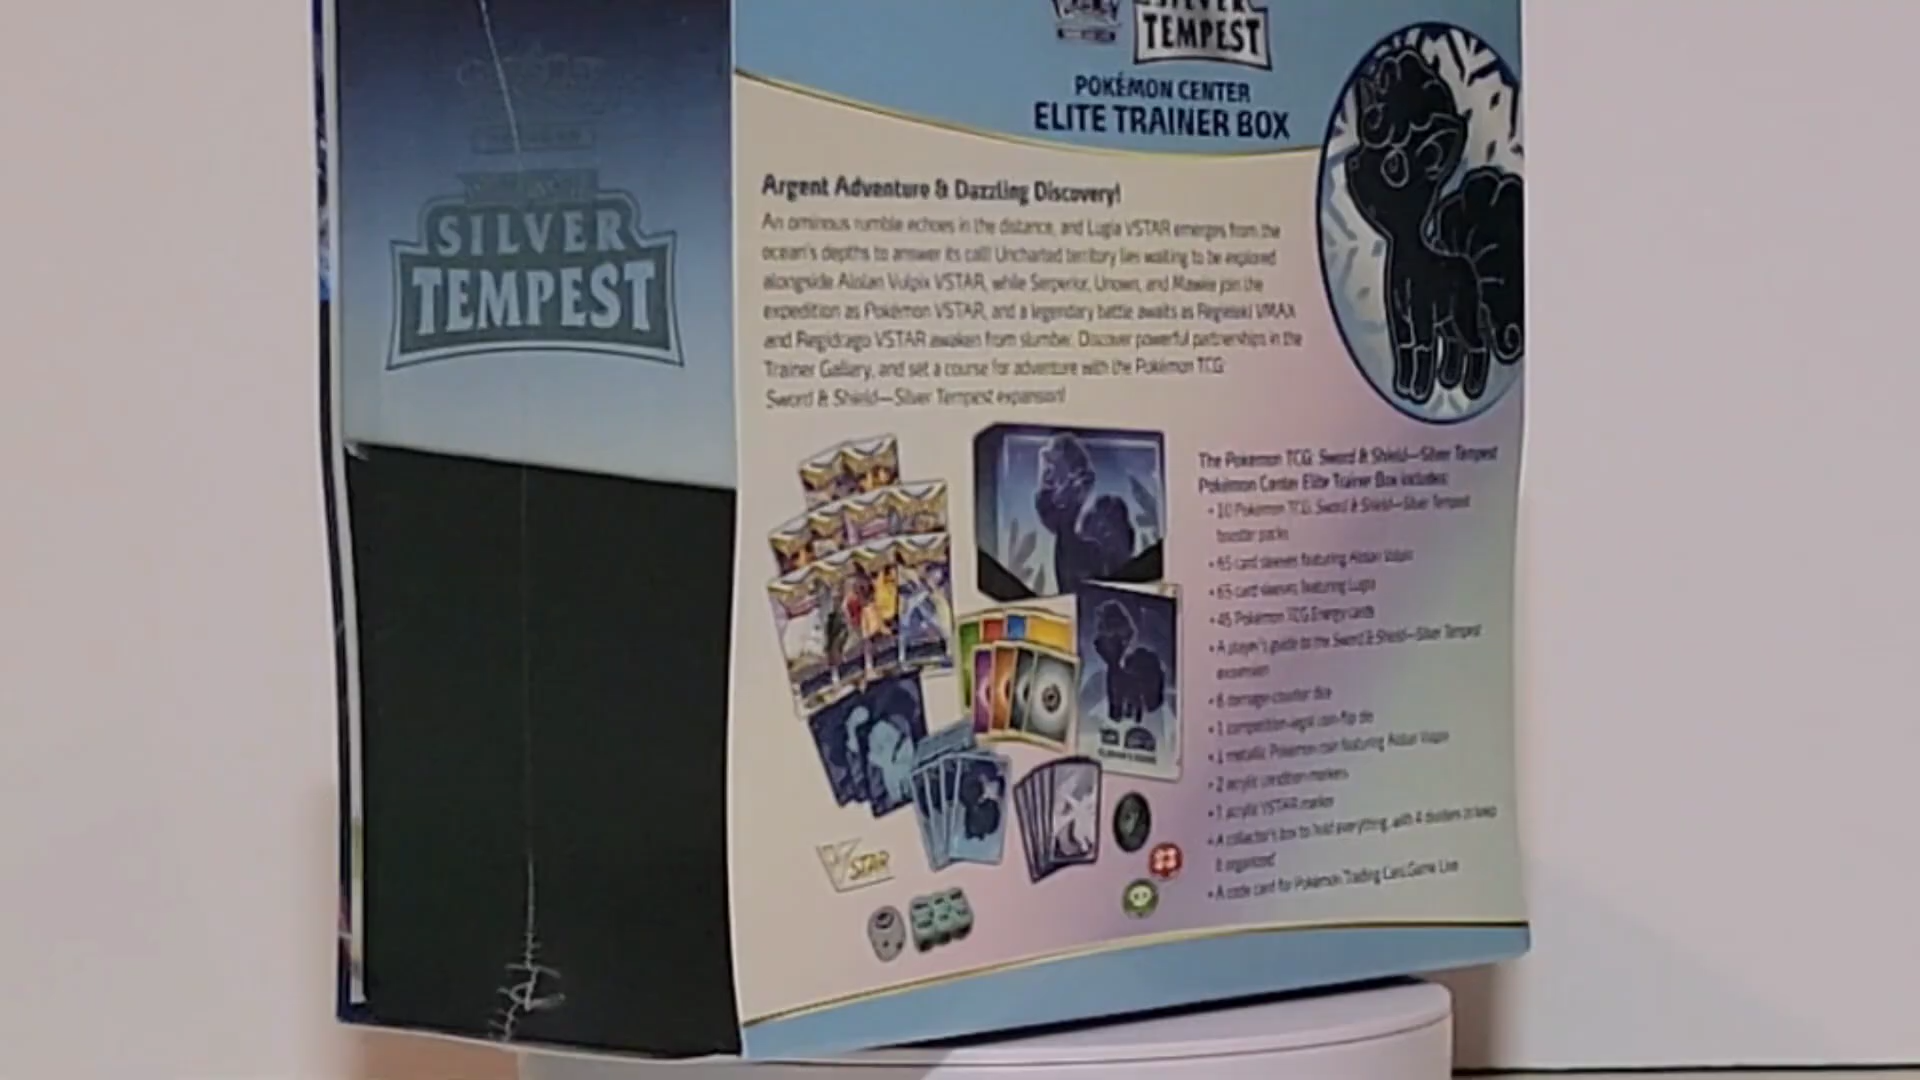 SILVER
TEMPEST
SILVER
TEMPEST
POKÉMON CENTER
ELITE TRAINER BOX
Argent Adventure & Dazzling Discovery!
An ominous rumble echoes in the distance, and Lugia VSTAR emerges from the
ocean's depths to answer its call! Uncharted territory lies waiting to be explored
alongside Alolan Vulpix VSTAR, while Serperior, Unown, and Mawile join the
expedition as Pokémon VSTAR, and a legendary battle awaits as Regieleki VMAX
and Regidrago VSTAR awaken from slumber. Discover powerful partnerships in the
Trainer Gallery, and set a course for adventure with the Pokémon TCG:
Sword & Shield—Silver Tempest expansion!
The Pokémon TCG: Sword & Shield—Silver Tempest
Pokémon Center Elite Trainer Box includes:
• 10 Pokémon TCG: Sword & Shield—Silver Tempest
booster packs
• 65 card sleeves featuring Alolan Vulpix
• 65 card sleeves featuring Lugia
• 45 Pokémon TCG Energy cards
• A player's guide to the Sword & Shield—Silver Tempest
expansion
• 6 damage-counter dice
• 1 competition-legal coin-flip die
• 1 metallic Pokémon coin featuring Alolan Vulpix
• 2 acrylic condition markers
• 1 acrylic VSTAR marker
• A collector's box to hold everything, with 4 dividers to keep
it organized
• A code card for Pokémon Trading Card Game Live
VSTAR